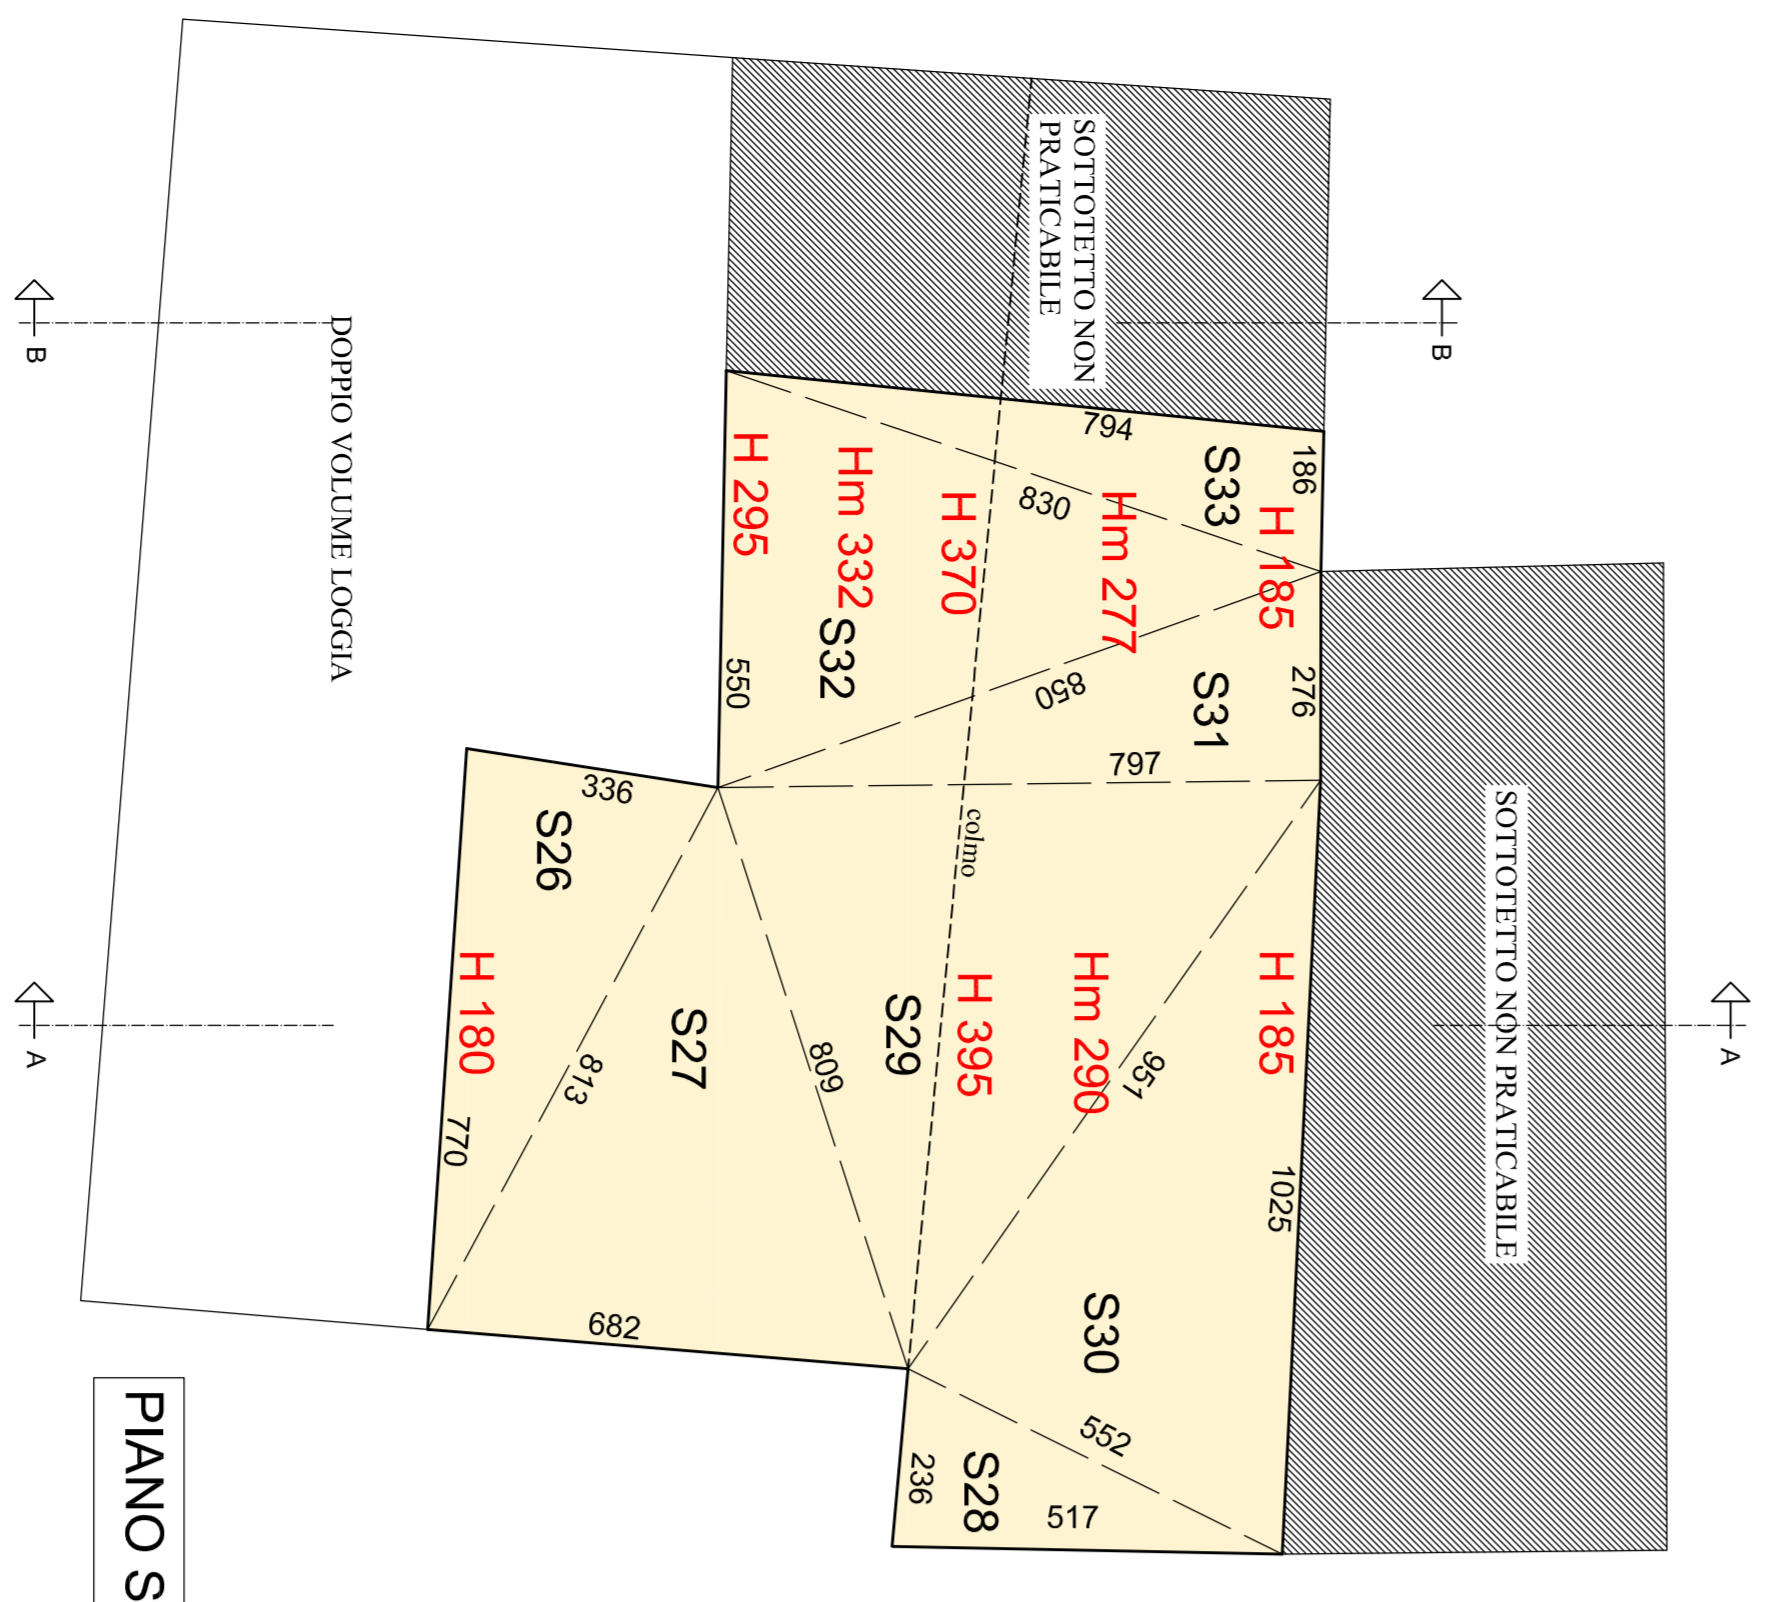 SOTTOTETTO NON
PRATICABILE
B
B
794
186
S33
H 295
Hm 332
H 370
830
Hm 277
H 185
DOPPIO VOLUME LOGGIA
550
S32
850
S31
276
797
336
S26
colmo
SOTTOTETTO NON PRATICABILE
H 180
S27
809
S29
H 395
Hm 290
951
H 185
A
A
813
770
1025
682
S30
552
236
S28
517
PIANO S